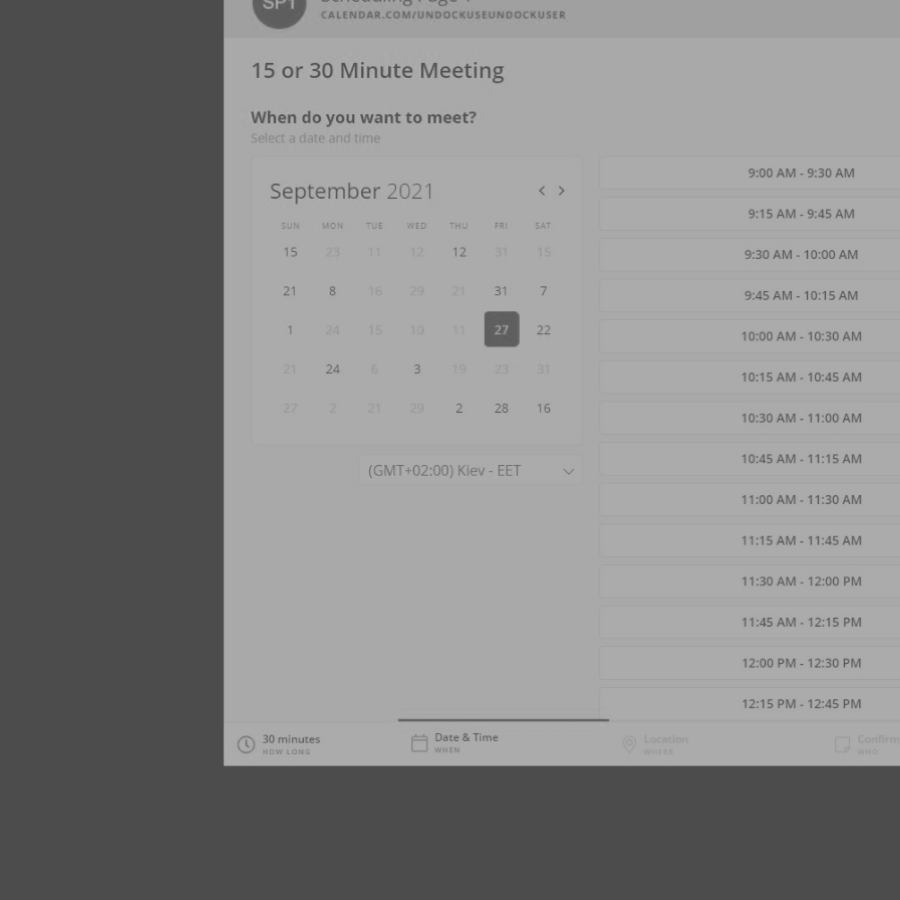 SP1
Scheduling Page 1
CALENDAR.COM/UNDOCKUSEUNDOCKUSER
15 or 30 Minute Meeting
When do you want to meet?
Select a date and time
September 2021
SUN MON TUE WED THU FRI SAT
15 23 11 12 12 31 15
21 8 16 29 21 31 7
1 24 15 10 11 27 22
21 24 6 3 19 23 31
27 2 21 29 2 28 16
(GMT+02:00) Kiev - EET
9:00 AM - 9:30 AM
9:15 AM - 9:45 AM
9:30 AM - 10:00 AM
9:45 AM - 10:15 AM
10:00 AM - 10:30 AM
10:15 AM - 10:45 AM
10:30 AM - 11:00 AM
10:45 AM - 11:15 AM
11:00 AM - 11:30 AM
11:15 AM - 11:45 AM
11:30 AM - 12:00 PM
11:45 AM - 12:15 PM
12:00 PM - 12:30 PM
12:15 PM - 12:45 PM
30 minutes
HOW LONG
Date & Time
WHEN
Location
WHERE
Confirm
WHO